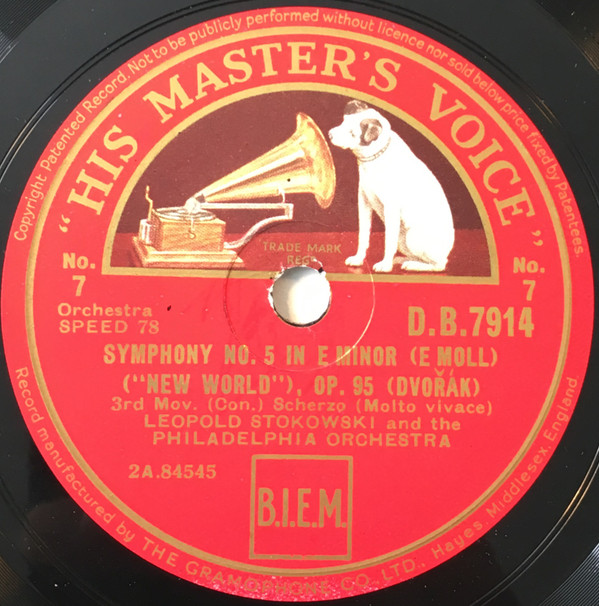 Copyright Patented Record. Not to be publicly performed without licence nor sold below price fixed by Patentees.
"HIS MASTER'S VOICE"
TRADE MARK
REGD
No.
7
No.
7
Orchestra
SPEED 78
D.B.7914
SYMPHONY NO. 5 IN E MINOR (E MOLL)
("NEW WORLD"), OP. 95 (DVOŘÁK)
3rd Mov. (Con.) Scherzo (Molto vivace)
LEOPOLD STOKOWSKI and the
PHILADELPHIA ORCHESTRA
2A.84545
B.I.E.M.
Record manufactured by THE GRAMOPHONE CO. LTD. Hayes, Middlesex, England